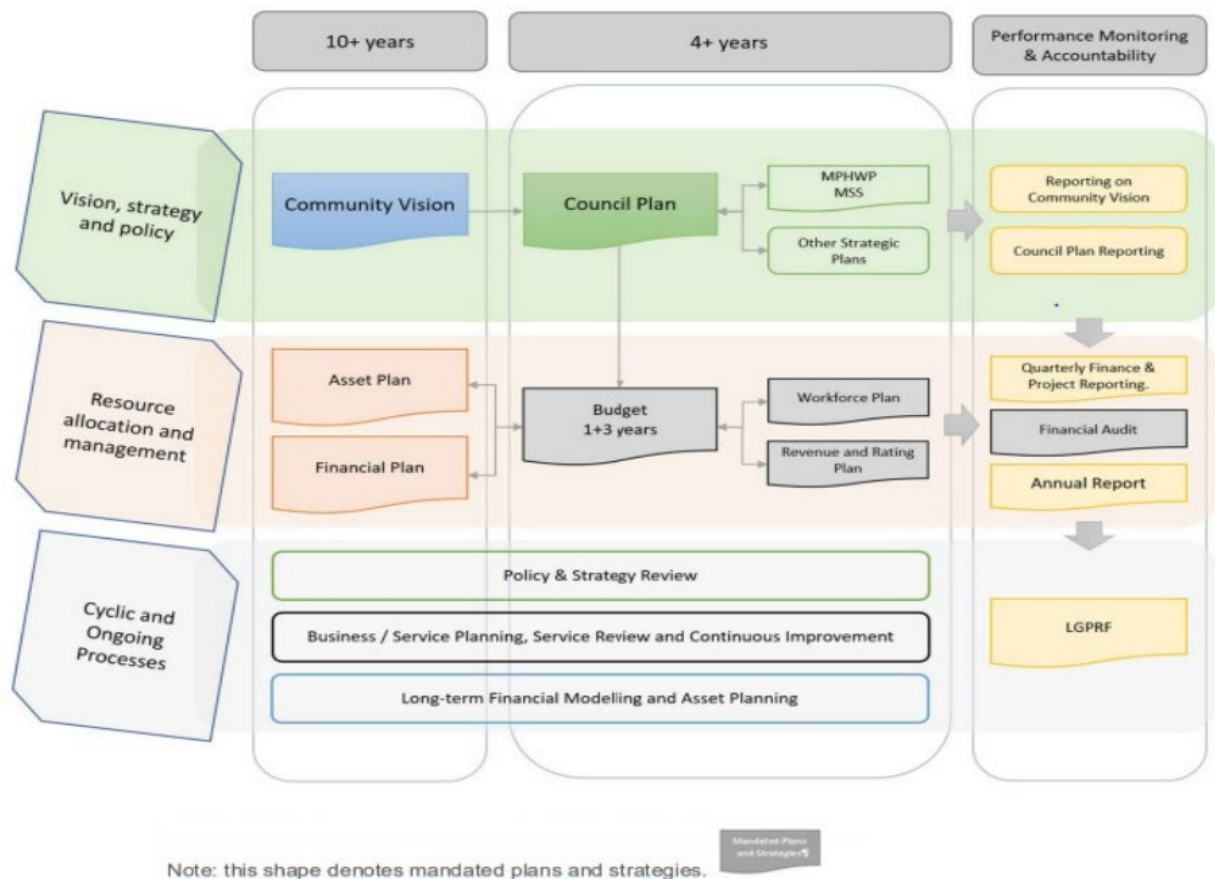 10+ years
4+ years
Performance Monitoring
& Accountability
Vision, strategy
and policy
Community Vision
Council Plan
MPHWP
MSS
Other Strategic
Plans
Reporting on
Community Vision
Council Plan Reporting
Resource
allocation and
management
Asset Plan
Financial Plan
Budget
1+3 years
Workforce Plan
Revenue and Rating
Plan
Quarterly Finance &
Project Reporting.
Financial Audit
Annual Report
Cyclic and
Ongoing
Processes
Policy & Strategy Review
Business / Service Planning, Service Review and Continuous Improvement
Long-term Financial Modelling and Asset Planning
LGPRF
Note: this shape denotes mandated plans and strategies.
Mandated Plans
and Strategies¶